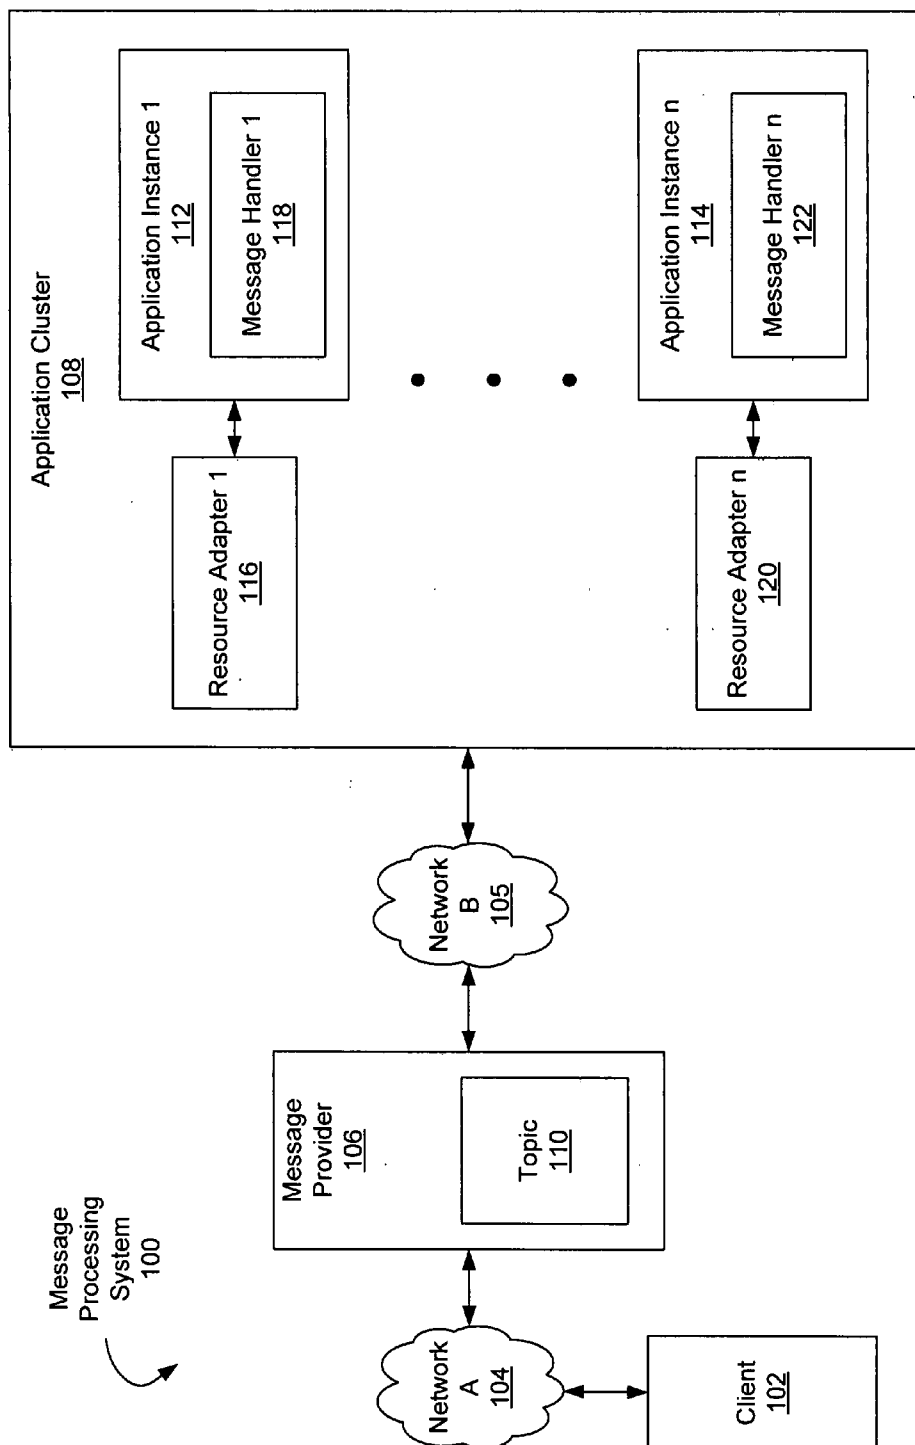 Message
Processing
System
100
Client
102
Network
A
104
Message
Provider
106
Topic
110
Network
B
105
Application Cluster
108
Resource Adapter 1
116
Application Instance 1
112
Message Handler 1
118
Resource Adapter n
120
Application Instance n
114
Message Handler n
122